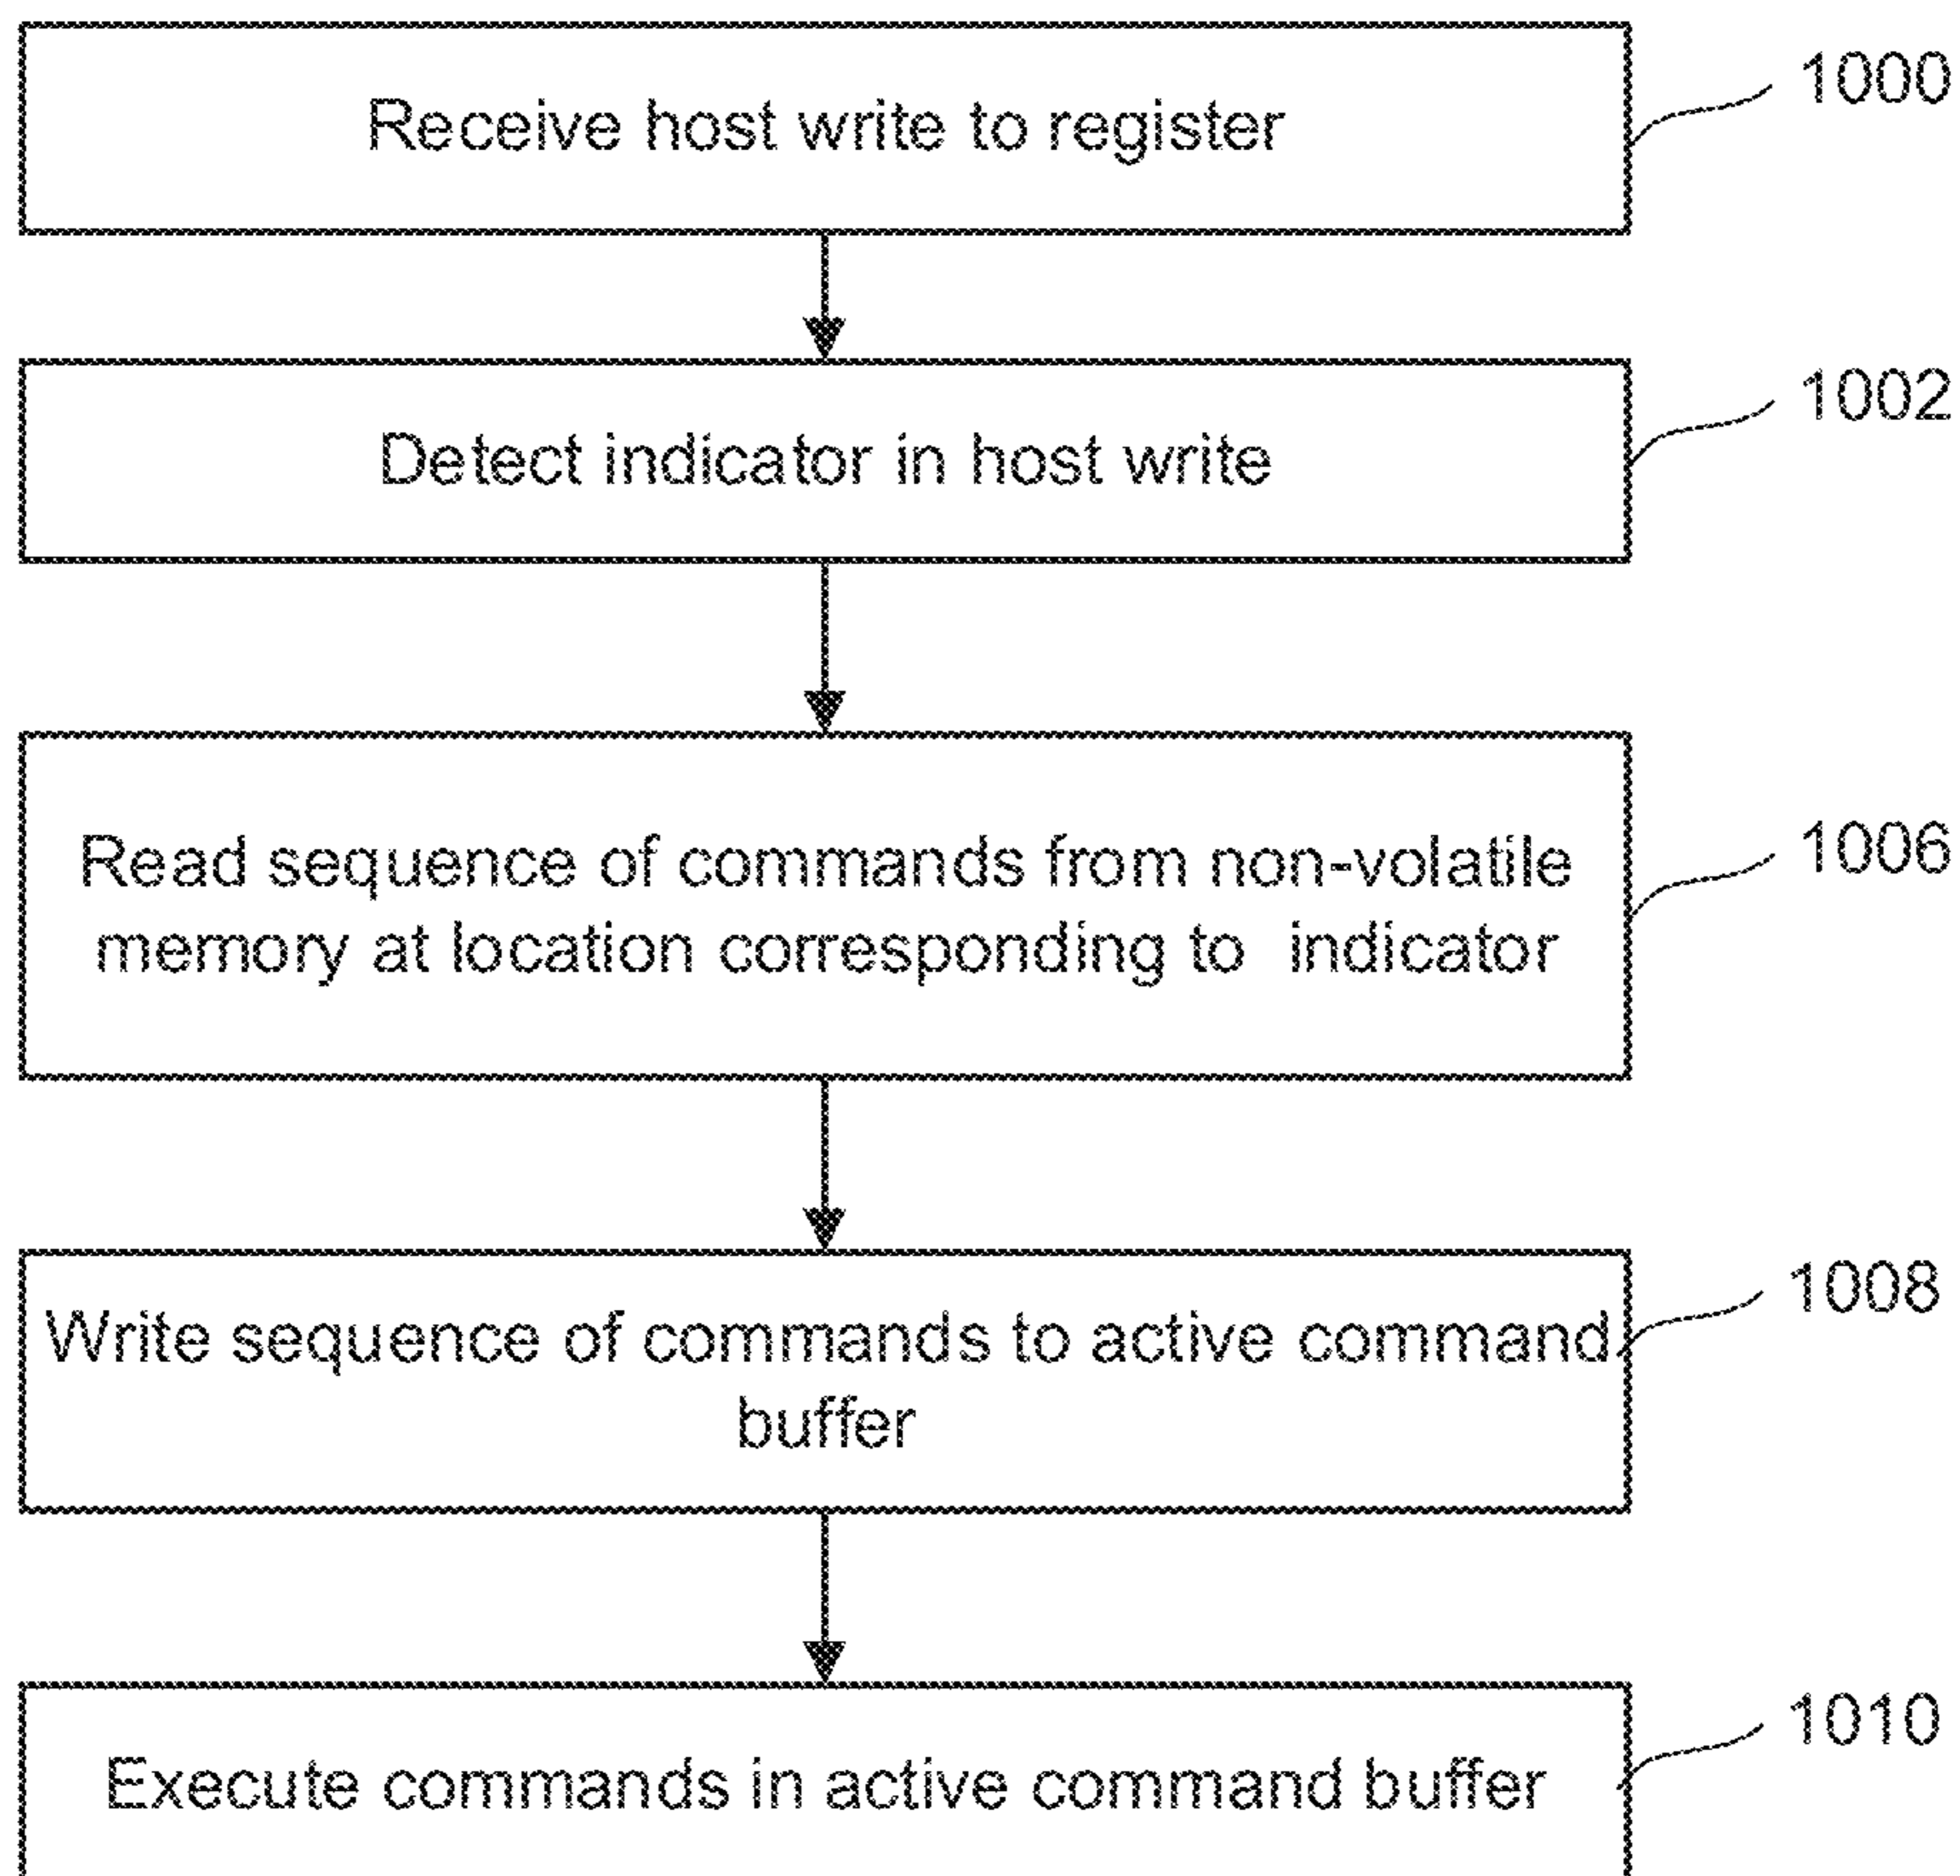 Receive host write to register
1000
Detect indicator in host write
1002
Read sequence of commands from non-volatile
memory at location corresponding to indicator
1006
Write sequence of commands to active command
buffer
1008
Execute commands in active command buffer
1010